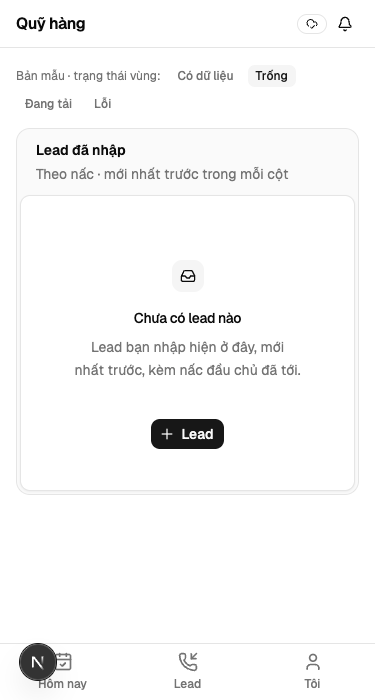 Quỹ hàng
Bản mẫu · trạng thái vùng: Có dữ liệu Trống
Đang tải Lỗi
Lead đã nhập
Theo nấc · mới nhất trước trong mỗi cột
Chưa có lead nào
Lead bạn nhập hiện ở đây, mới
nhất trước, kèm nấc đầu chủ đã tới.
+ Lead
N
Hôm nay Lead Tôi